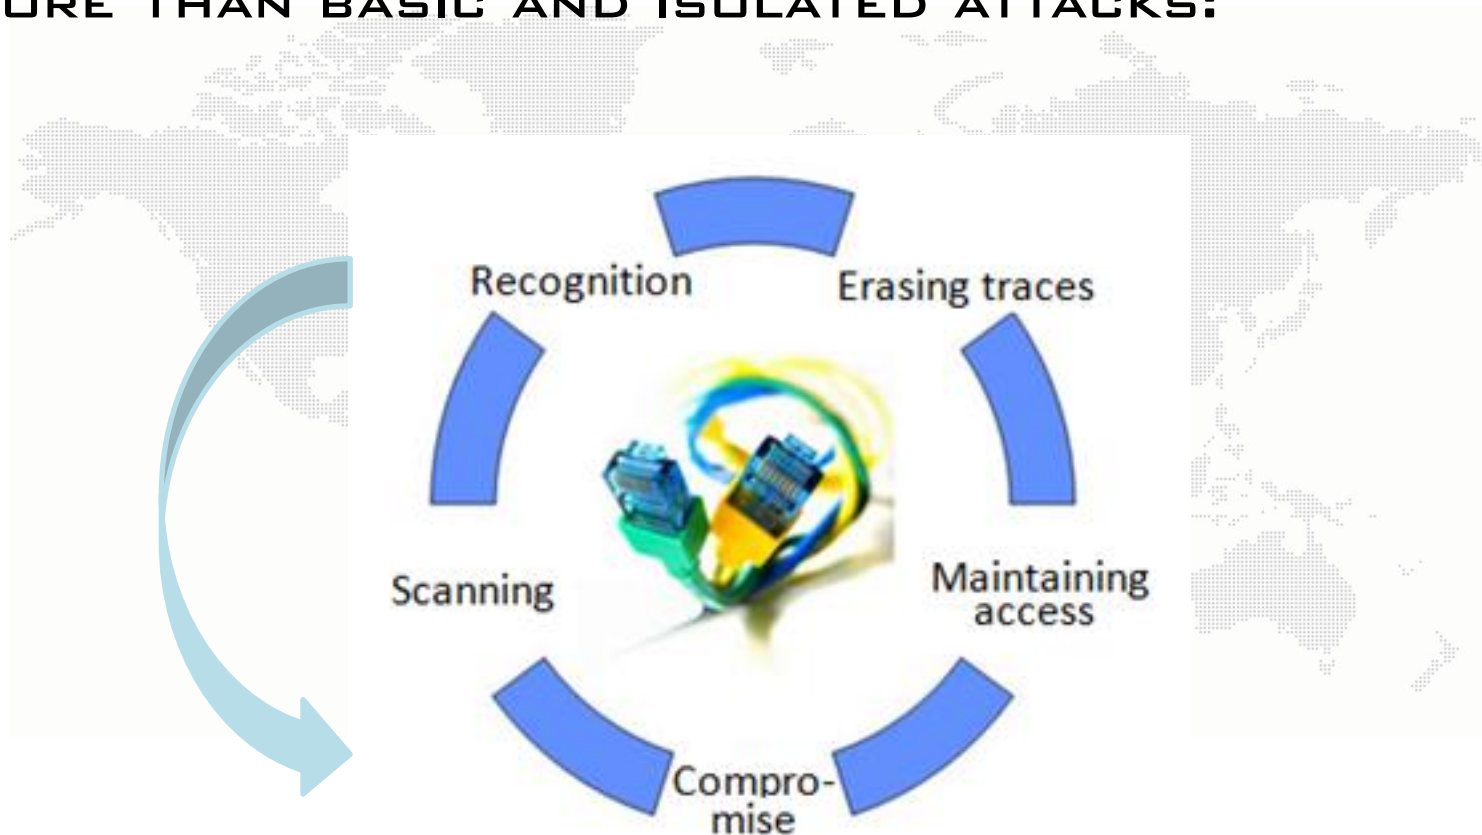 THAN BASIC AND ISOLATED ATTACKS:
Recognition
Erasing traces
Scanning
Maintaining
access
Compro-
mise